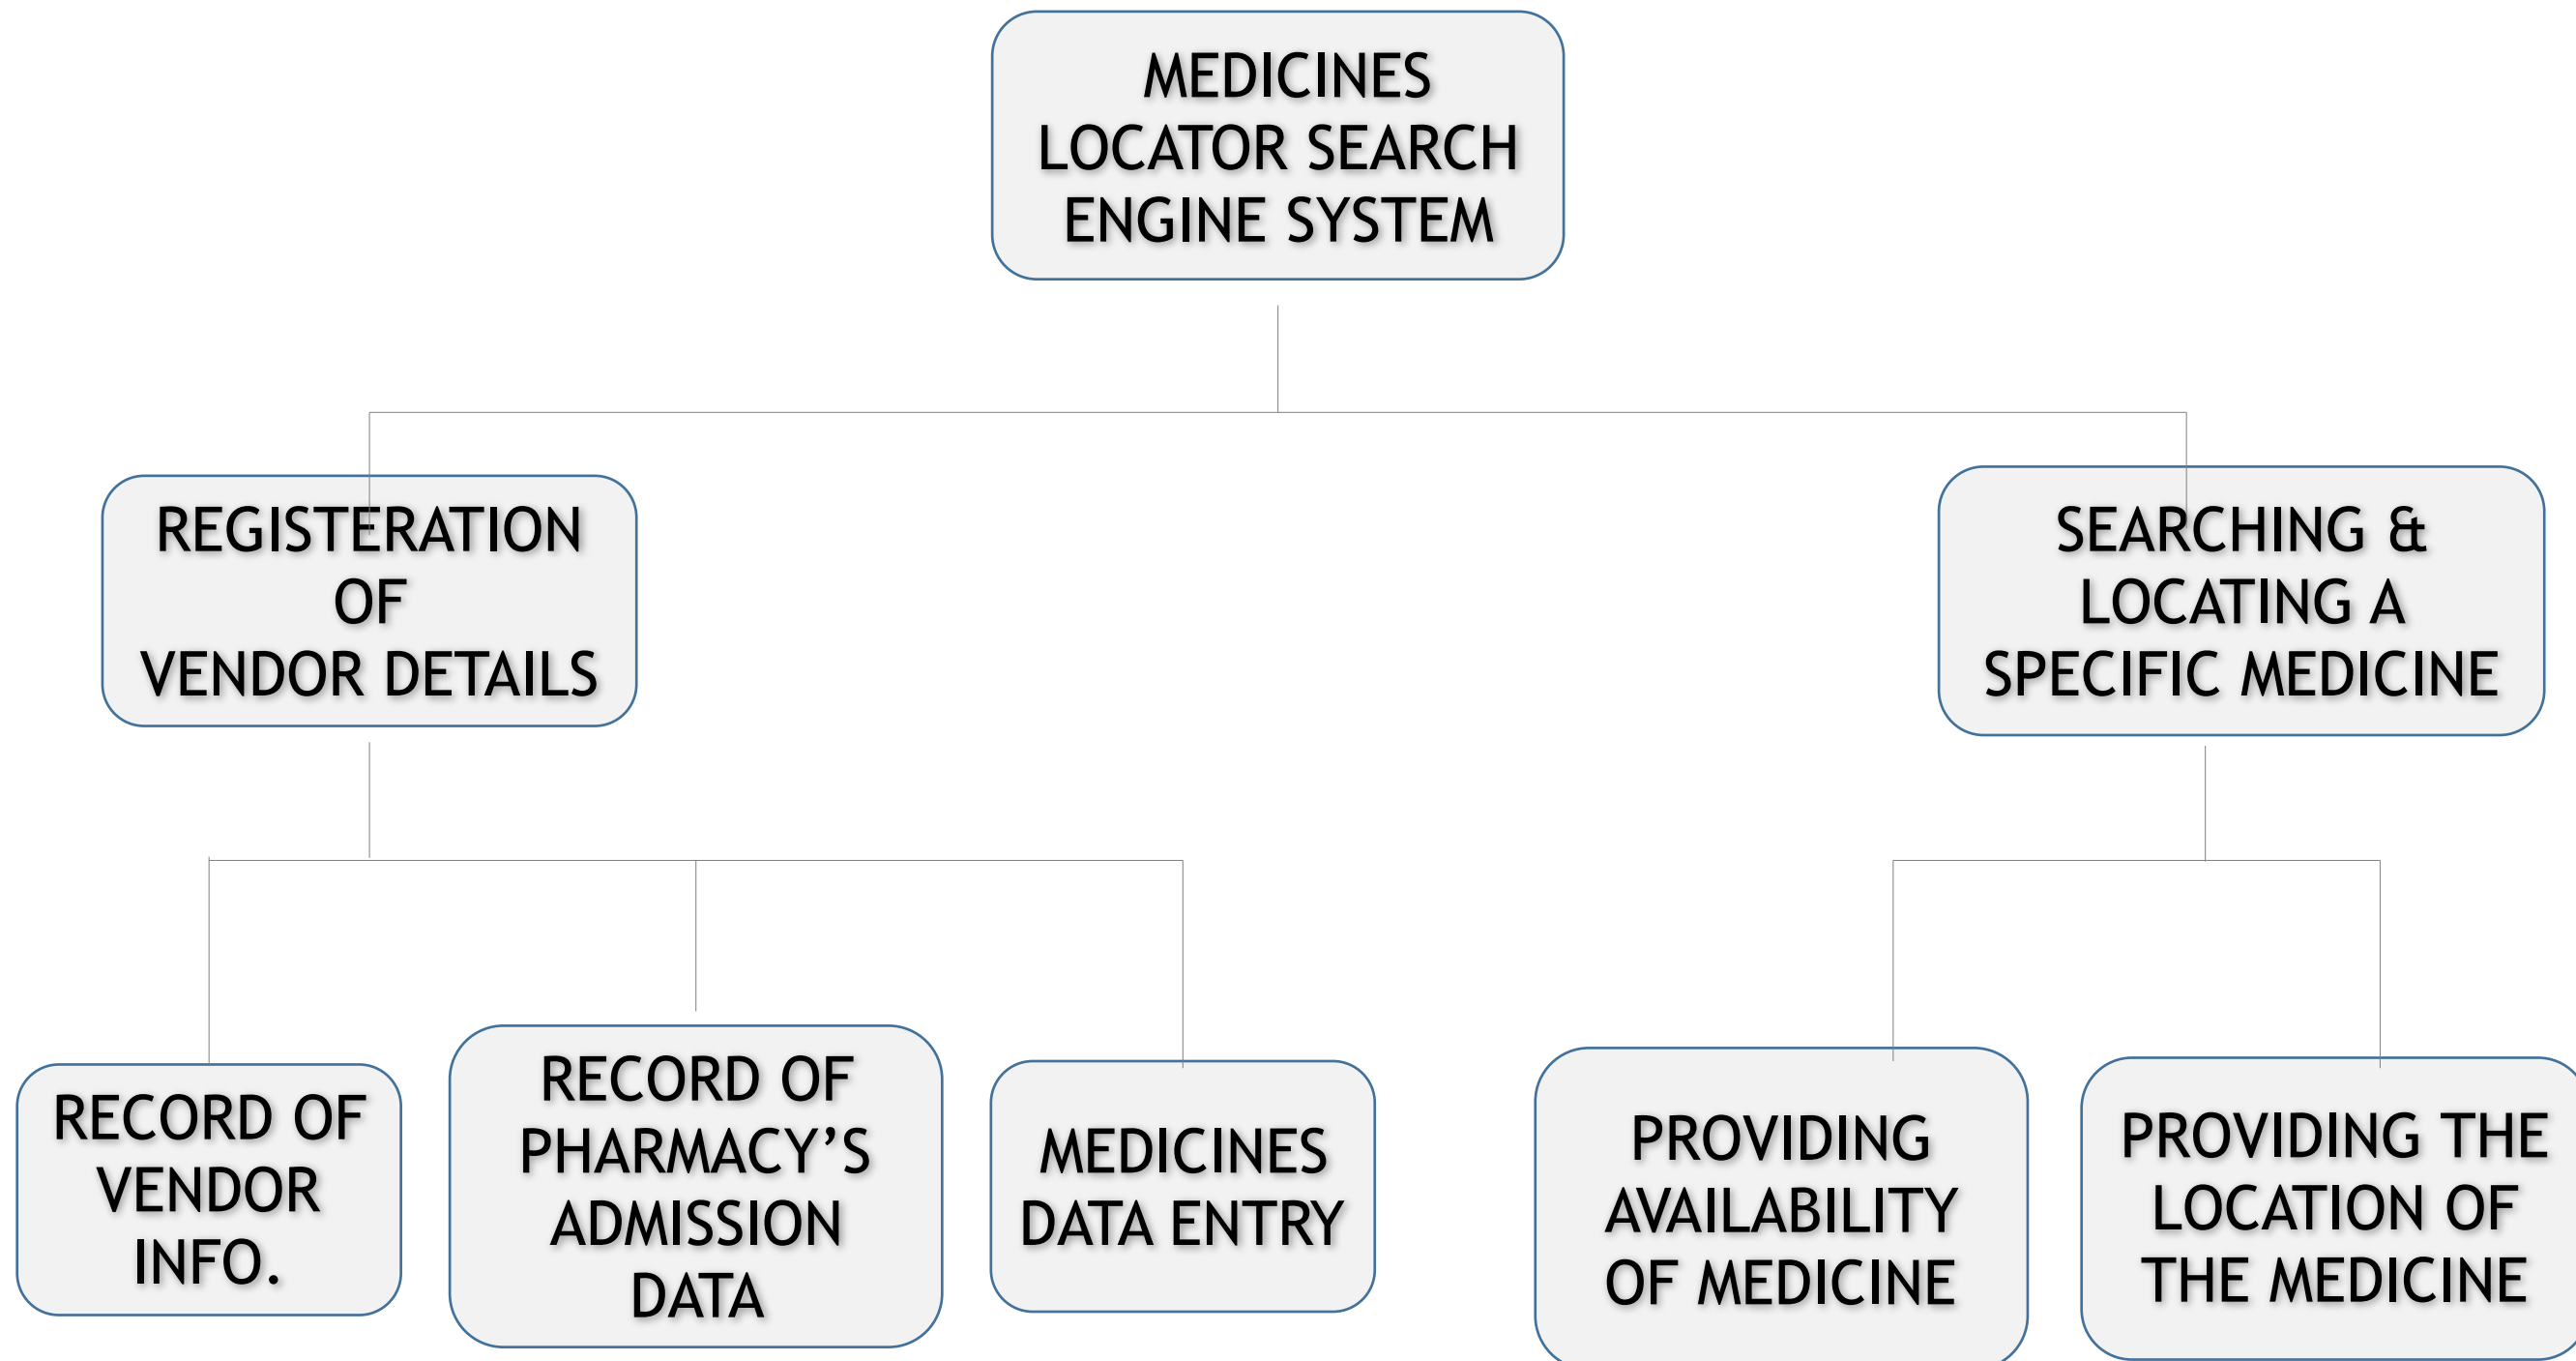 MEDICINES
LOCATOR SEARCH
ENGINE SYSTEM
REGISTERATION
OF
VENDOR DETAILS
SEARCHING &
LOCATING A
SPECIFIC MEDICINE
RECORD OF
VENDOR
INFO.
RECORD OF
PHARMACY’S
ADMISSION
DATA
MEDICINES
DATA ENTRY
PROVIDING
AVAILABILITY
OF MEDICINE
PROVIDING THE
LOCATION OF
THE MEDICINE